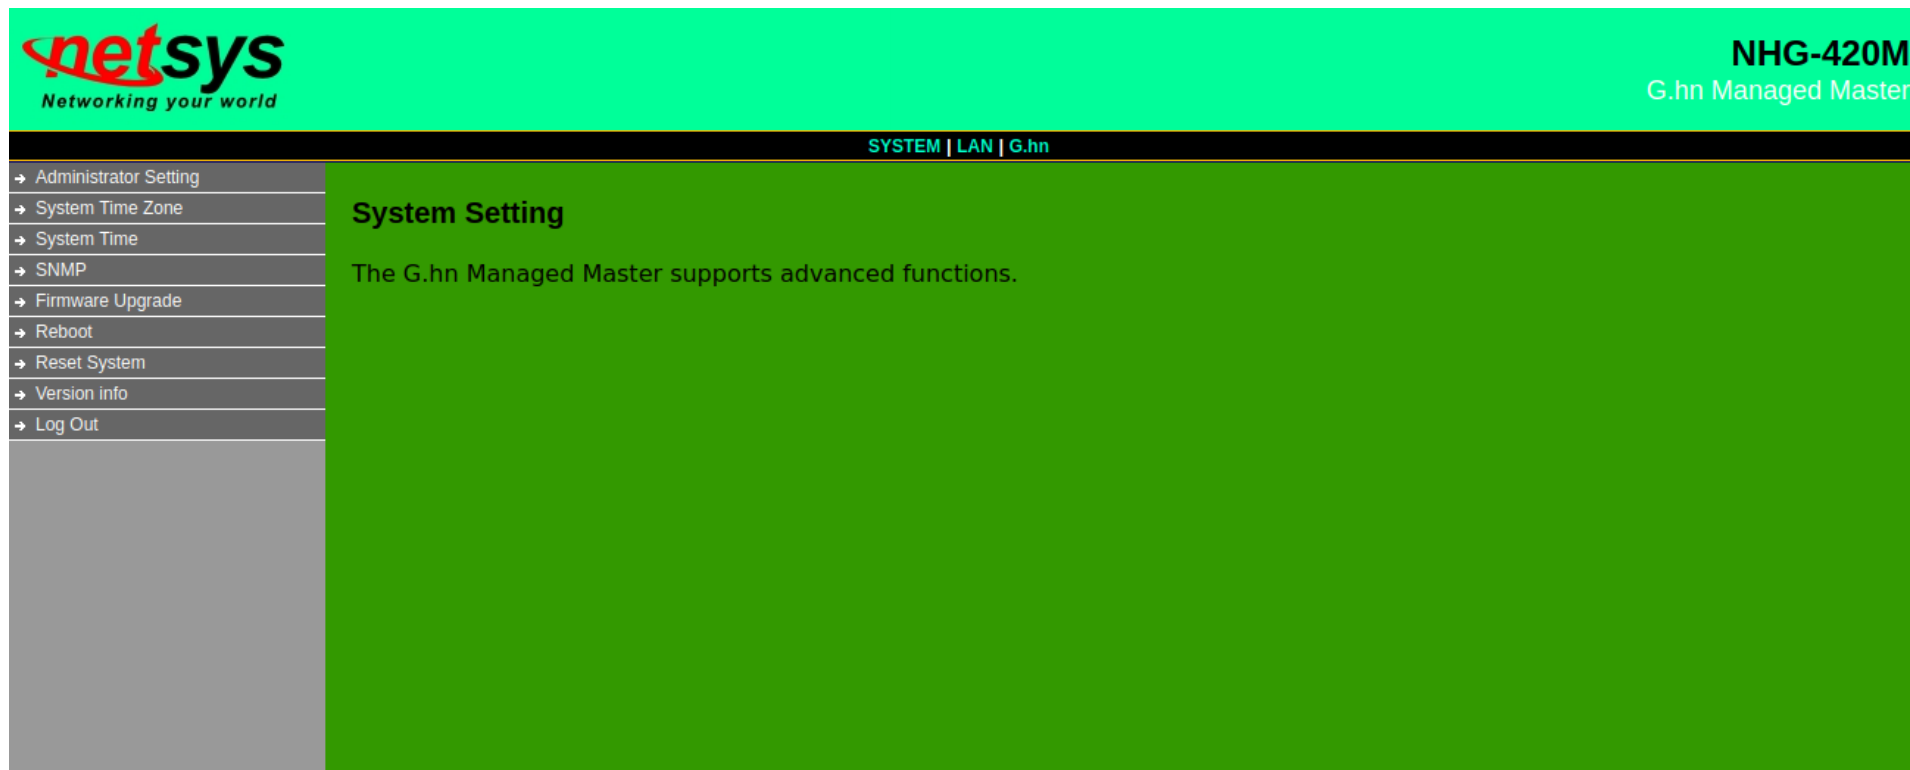 netsys
Networking your world
NHG-420M
G.hn Managed Master
SYSTEM | LAN | G.hn
Administrator Setting
System Time Zone
System Time
SNMP
Firmware Upgrade
Reboot
Reset System
Version info
Log Out
System Setting
The G.hn Managed Master supports advanced functions.